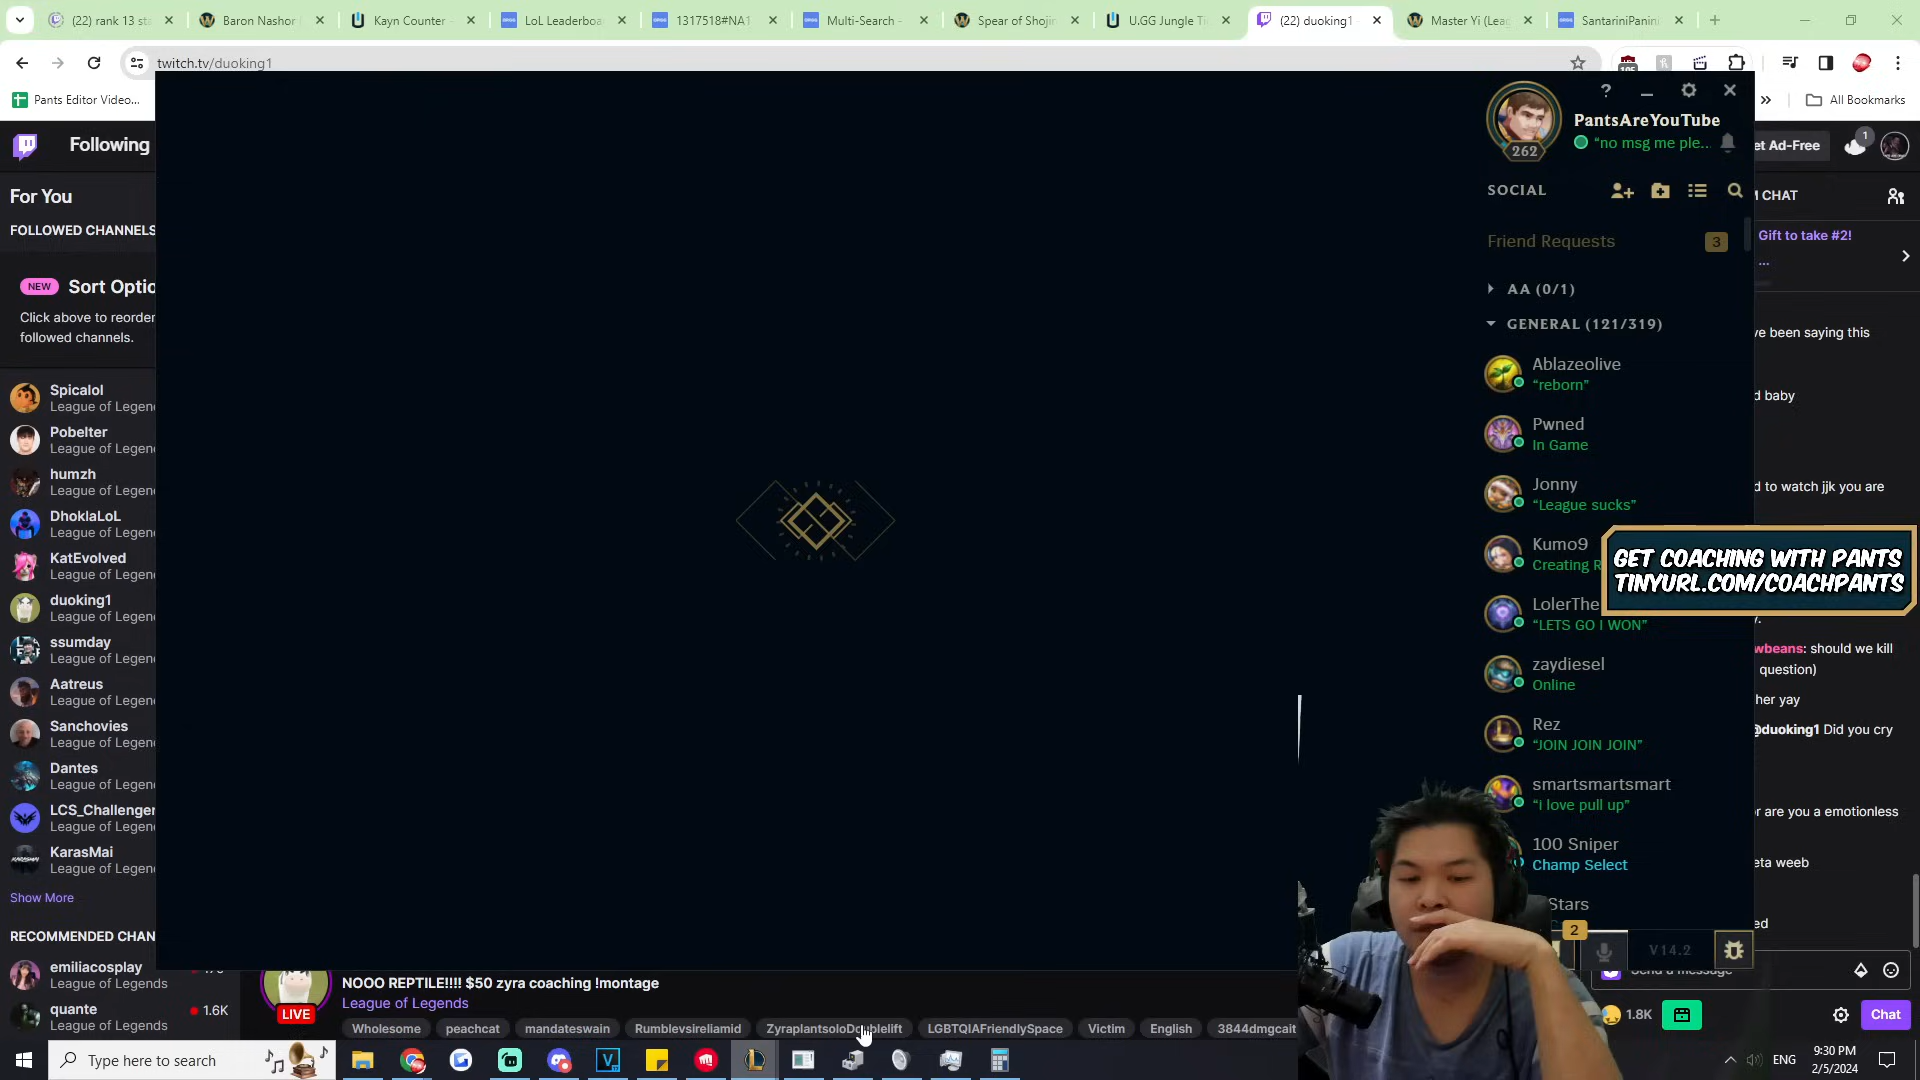 (22) rank 13 st
Baron Nashor
Kayn Counter -
LoL Leaderboa
1317518#NA1
Multi-Search -
Spear of Shojin
U.GG Jungle Ti
(22) duoking1 -
Master Yi (Lea
SantariniPanini
twitch.tv/duoking1
Pants Editor Video...
All Bookmarks
Following
PantsAreYouTube
262
"no msg me ple...
et Ad-Free
1
For You
SOCIAL
M CHAT
FOLLOWED CHANNELS
Friend Requests
3
Gift to take #2!
...
NEW
Sort Optio
AA (0/1)
Click above to reorder
followed channels.
GENERAL (121/319)
've been saying this
Ablazeolive
"reborn"
Spicalol
League of Legen
d baby
Pobelter
League of Legen
Pwned
In Game
humzh
League of Legen
Jonny
"League sucks"
d to watch jjk you are
DhoklaLoL
League of Legen
KatEvolved
League of Legen
Kumo9
Creating R
GET COACHING WITH PANTS
TINYURL.COM/COACHPANTS
duoking1
League of Legen
LolerThe
"LETS GO I WON"
ssumday
League of Legen
wbeans: should we kill
question)
zaydiesel
Online
her yay
Aatreus
League of Legen
Sanchovies
League of Legen
Rez
"JOIN JOIN JOIN"
@duoking1 Did you cry
Dantes
League of Legen
smartsmartsmart
"i love pull up"
LCS_Challenger
League of Legen
or are you a emotionless
KarasMai
League of Legen
100 Sniper
Champ Select
eta weeb
Show More
Stars
ed
RECOMMENDED CHAN
2
V14.2
emiliacosplay
League of Legends
Send a message
NOOO REPTILE!!!! $50 zyra coaching !montage
League of Legends
quante
League of Legends
1.6K
LIVE
Wholesome
peachcat
mandateswain
Rumblevsireliamid
ZyraplantsoloDoublelift
LGBTQIAFriendlySpace
Victim
English
3844dmgcait
1.8K
Chat
Type here to search
ENG
9:30 PM
2/5/2024